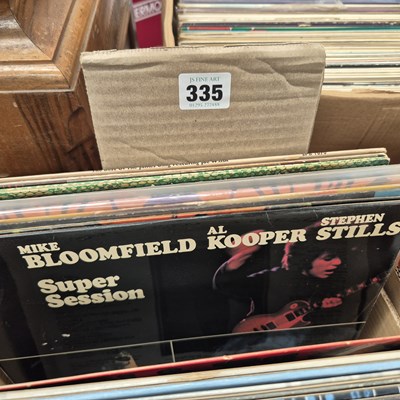 JS FINE ART
335
MIKE BLOOMFIELD AL KOOPER STEPHEN STILLS
Super
Session